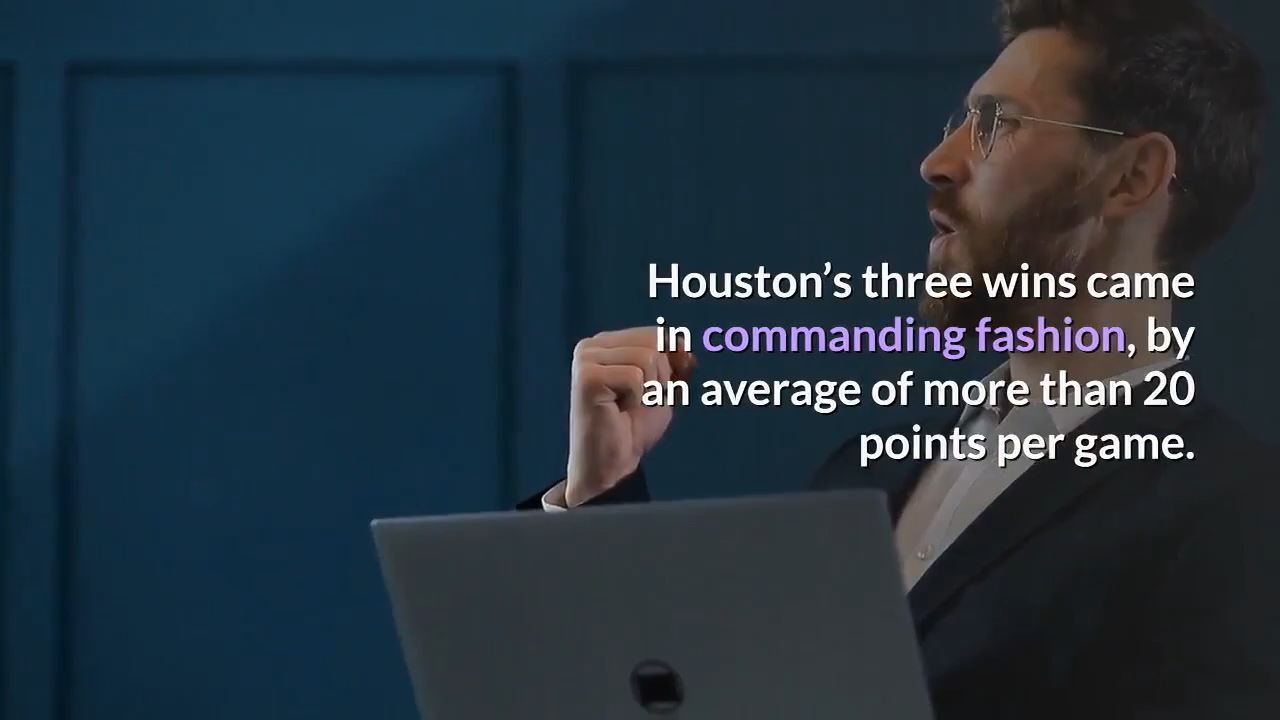 Houston’s three wins came
in commanding fashion, by
an average of more than 20
points per game.